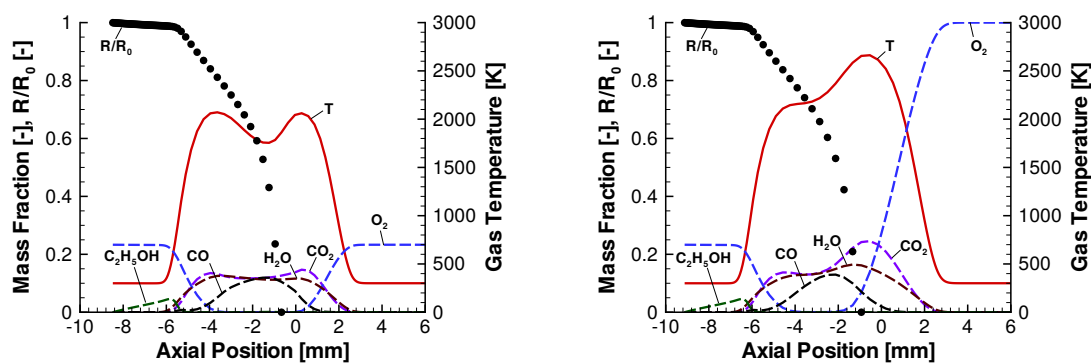 Mass Fraction [-], R/R₀ [-]
1
0.8
0.6
0.4
0.2
0
R/R₀
T
C₂H₅OH
CO
H₂O
CO₂
O₂
3000
2500
2000
1500
1000
500
0
Gas Temperature [K]
-10 -8 -6 -4 -2 0 2 4 6
Axial Position [mm]
Mass Fraction [-], R/R₀ [-]
1
0.8
0.6
0.4
0.2
0
R/R₀
T
O₂
C₂H₅OH
CO
H₂O
CO₂
3000
2500
2000
1500
1000
500
0
Gas Temperature [K]
-10 -8 -6 -4 -2 0 2 4 6
Axial Position [mm]